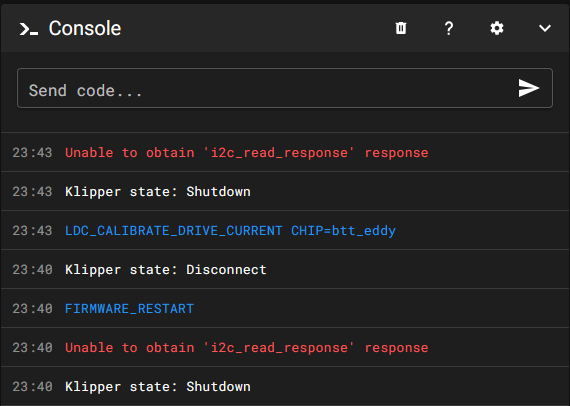 Console
Send code...
23:43 Unable to obtain 'i2c_read_response' response
23:43 Klipper state: Shutdown
23:43 LDC_CALIBRATE_DRIVE_CURRENT CHIP=btt_eddy
23:40 Klipper state: Disconnect
23:40 FIRMWARE_RESTART
23:40 Unable to obtain 'i2c_read_response' response
23:40 Klipper state: Shutdown